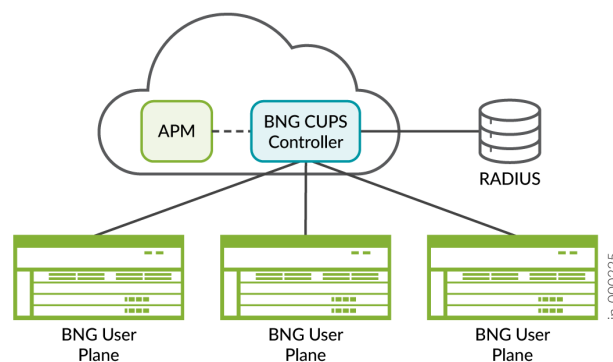 APM
BNG CUPS
Controller
RADIUS
BNG User
Plane
BNG User
Plane
BNG User
Plane